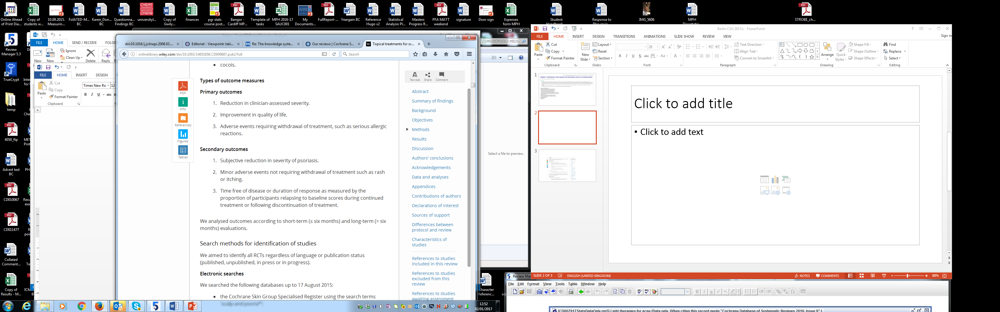 Online Ahead of Print Dia...
Copy of students w...
10.09.2015. Measurin...
FolATED-M... BC
Karen_Don... BC
Questionna... Findings BC
universityl...
Copy of Gwily...
finances
pgr stats course post...
Bangor - Cardiff MP...
Template of tasks
MPH 2016-17 SAUC001
My Documents...
FullReport-...
Yeargain BC
Reference Hugo v2
Statistical Analysis Pl...
Masters Progress R...
PFA MATT weekend
signature
Door sign
Expenses form MPH
Student Handbook
Response to Plos revie
IMG_5606
MPH Dissertatio
STROBE_ch...
Review Manager 5.3
TrueCrypt
temp
4050_ftp
Advert text BC
CD010067
CD011477
Collated Comment...
Copy of Results - M...
FILE HOME SEND / RECEIVE FOLDE
Ignore
Clean Up
New New Delete Reply
FILE HOME INSERT DESIGN
Cut
Copy
Format Painter
Paste
Clipboard
Times New Ro 12
B I U abc
doi10.1016/j.jclinepi.2008.03....
Editorial - Viewpoint: taki...
Re: The knowledge syste...
Our reviews | Cochrane S...
Topical treatments for sc...
onlinelibrary.wiley.com/doi/10.1002/14651858.CD009687.pub2/full
Search
• cocois.
Types of outcome measures
Primary outcomes
1. Reduction in clinician-assessed severity.
2. Improvement in quality of life.
3. Adverse events requiring withdrawal of treatment, such as serious allergic
reactions.
Secondary outcomes
1. Subjective reduction in severity of psoriasis.
2. Minor adverse events not requiring withdrawal of treatment such as rash
or itching.
3. Time free of disease or duration of response as measured by the
proportion of participants relapsing to baseline scores during continued
treatment or following discontinuation of treatment.
We analysed outcomes according to short-term (≤ six months) and long-term (> six
months) evaluations.
Search methods for identification of studies
We aimed to identify all RCTs regardless of language or publication status
(published, unpublished, in press or in progress).
Electronic searches
We searched the following databases up to 17 August 2015:
• the Cochrane Skin Group Specialised Register using the search terms
PDF
Info
References
Figures
Tables
Text size Share Comment
Abstract
Summary of findings
Background
Objectives
Methods
Results
Discussion
Authors' conclusions
Acknowledgements
Data and analyses
Appendices
Contributions of authors
Declarations of interest
Sources of support
Differences between
protocol and review
Characteristics of
studies
References to studies
included in this review
References to studies
excluded from this
review
References to studies
awaiting assessment
Select a file to preview.
Berlin CSG 2017a - PowerPoint
Sign in
FILE HOME INSERT DESIGN TRANSITIONS ANIMATIONS SLIDE SHOW REVIEW VIEW
Paste
Cut
Copy
Format Painter
Clipboard
New Slide
Layout
Reset
Section
Slides
28
Font
Text Direction
Align Text
Convert to SmartArt
Paragraph
Arrange
Quick Styles
Shape Fill
Shape Outline
Shape Effects
Drawing
Find
Replace
Select
Editing
1
2
3
Click to add title
• Click to add text
SLIDE 2 OF 3 ENGLISH (UNITED KINGDOM) NOTES COMMENTS 88%
Review Ma
File Edit Format View Tools Table Window Help
[CD007917StatsDataOnly.rm5] Light therapies for acne [Data only. When citing this record quote "Cochrane Database of Systematic Reviews 2016, Issue 9".]
12:52
02/01/2017